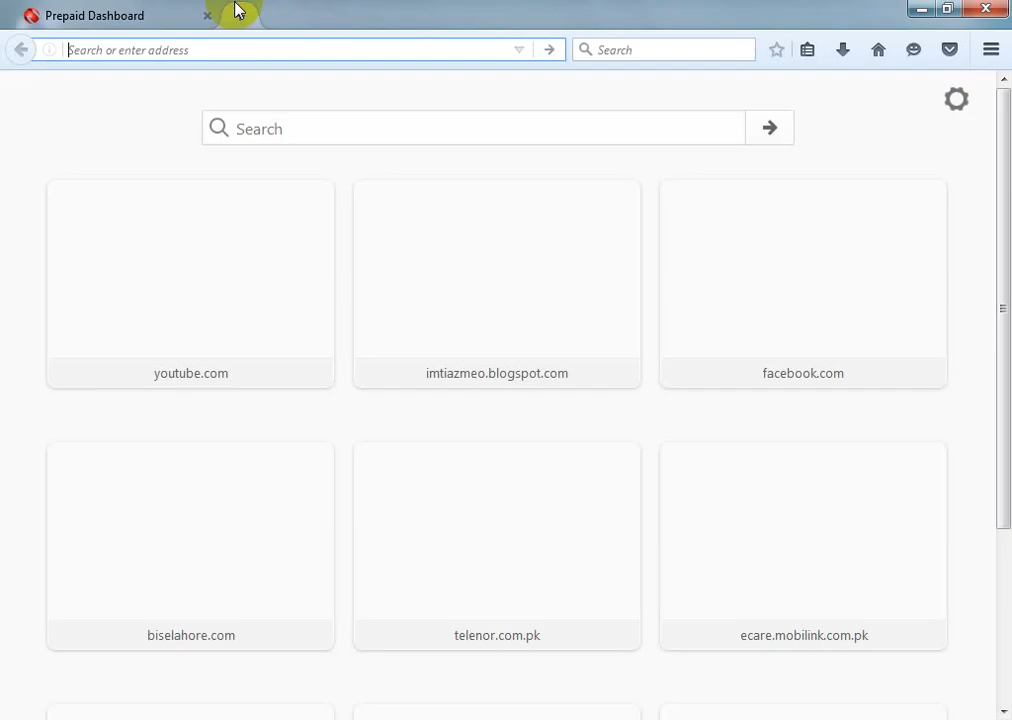 Prepaid Dashboard
Search or enter address
Search
Search
youtube.com
imtiazmeo.blogspot.com
facebook.com
biselahore.com
telenor.com.pk
ecare.mobilink.com.pk